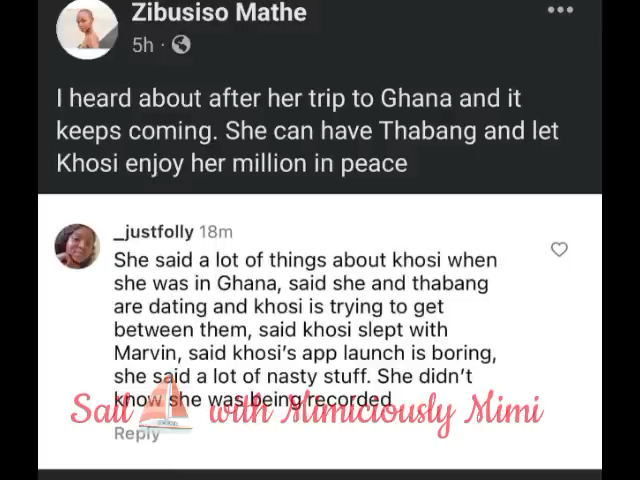 Zibusiso Mathe
5h ·
I heard about after her trip to Ghana and it
keeps coming. She can have Thabang and let
Khosi enjoy her million in peace
_justfolly 18m
She said a lot of things about khosi when
she was in Ghana, said she and thabang
are dating and khosi is trying to get
between them, said khosi slept with
Marvin, said khosi's app launch is boring,
she said a lot of nasty stuff. She didn't
know she was being recorded
Sail with Mimiciously Mimi
Reply